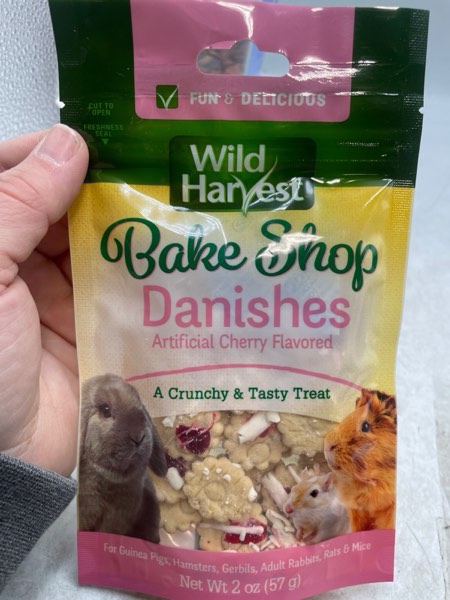 FUN & DELICIOUS
CUT TO
OPEN
FRESHNESS
SEAL
Wild
Harvest
Bake Shop
Danishes
Artificial Cherry Flavored
A Crunchy & Tasty Treat
For Guinea Pigs, Hamsters, Gerbils, Adult Rabbits, Rats & Mice
Net Wt 2 oz (57 g)